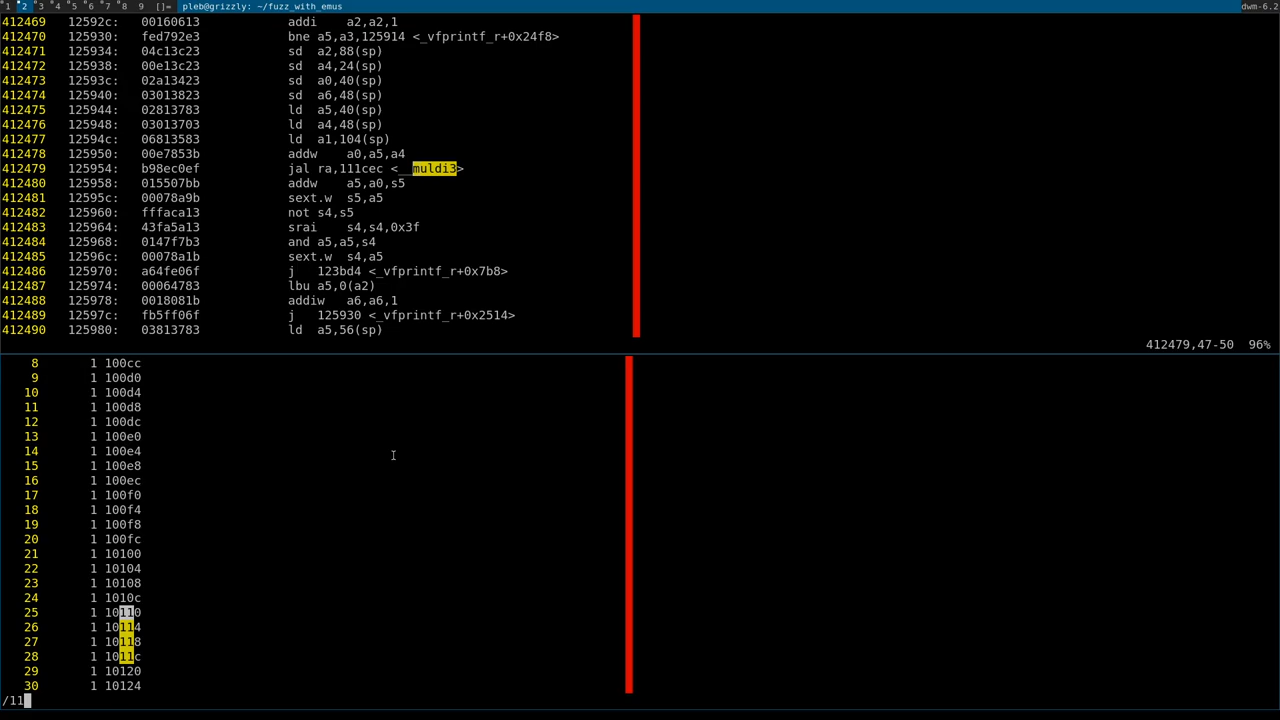 1 2 3 4 5 6 7 8 9 []= pleb@grizzly: ~/fuzz_with_emus dwm-6.2
412469 12592c: 00160613 addi a2,a2,1
412470 125930: fed792e3 bne a5,a3,125914 <_vfprintf_r+0x24f8>
412471 125934: 04c13c23 sd a2,88(sp)
412472 125938: 00e13c23 sd a4,24(sp)
412473 12593c: 02a13423 sd a0,40(sp)
412474 125940: 03013823 sd a6,48(sp)
412475 125944: 02813783 ld a5,40(sp)
412476 125948: 03013703 ld a4,48(sp)
412477 12594c: 06813583 ld a1,104(sp)
412478 125950: 00e7853b addw a0,a5,a4
412479 125954: b98ec0ef jal ra,111cec <__muldi3>
412480 125958: 015507bb addw a5,a0,s5
412481 12595c: 00078a9b sext.w s5,a5
412482 125960: fffaca13 not s4,s5
412483 125964: 43fa5a13 srai s4,s4,0x3f
412484 125968: 0147f7b3 and a5,a5,s4
412485 12596c: 00078a1b sext.w s4,a5
412486 125970: a64fe06f j 123bd4 <_vfprintf_r+0x7b8>
412487 125974: 00064783 lbu a5,0(a2)
412488 125978: 0018081b addiw a6,a6,1
412489 12597c: fb5ff06f j 125930 <_vfprintf_r+0x2514>
412490 125980: 03813783 ld a5,56(sp)
412479,47-50 96%
8 1 100cc
9 1 100d0
10 1 100d4
11 1 100d8
12 1 100dc
13 1 100e0
14 1 100e4
15 1 100e8
16 1 100ec
17 1 100f0
18 1 100f4
19 1 100f8
20 1 100fc
21 1 10100
22 1 10104
23 1 10108
24 1 1010c
25 1 10110
26 1 10114
27 1 10118
28 1 1011c
29 1 10120
30 1 10124
/11